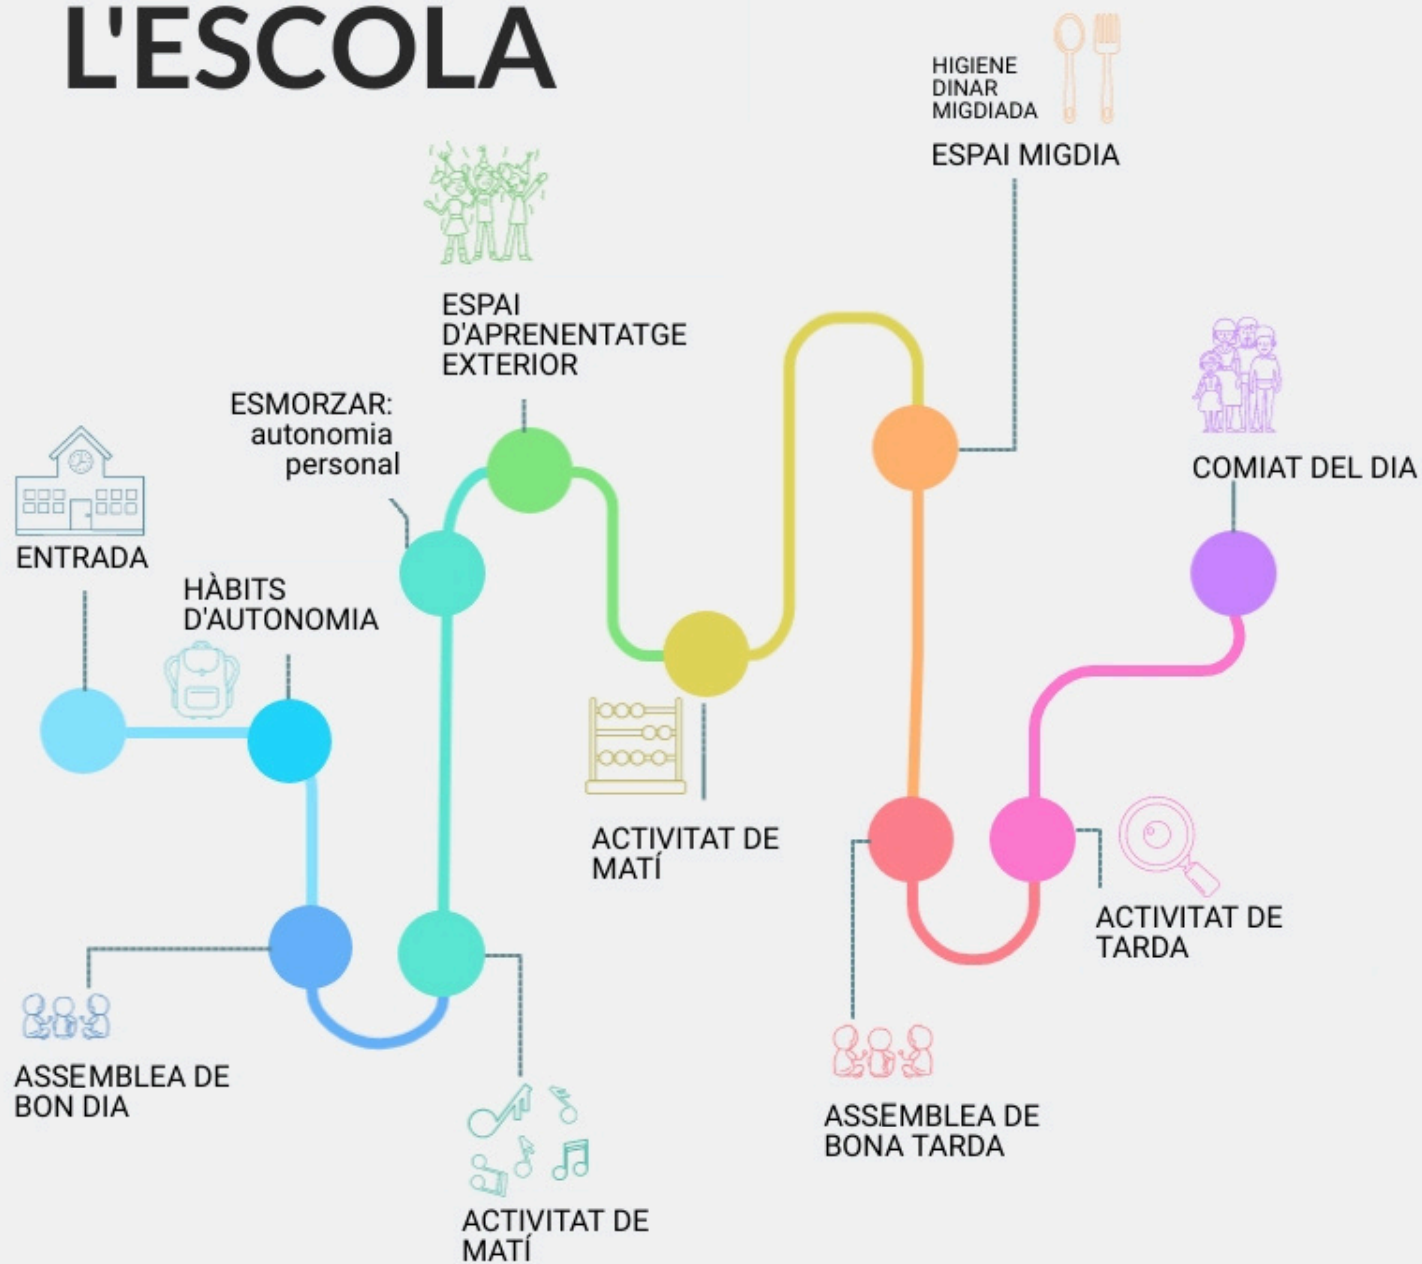 L'ESCOLA
ENTRADA
HÀBITS
D'AUTONOMIA
ASSEMBLEA DE
BON DIA
ACTIVITAT DE
MATÍ
ESMORZAR:
autonomia
personal
ESPAI
D'APRENENTATGE
EXTERIOR
ACTIVITAT DE
MATÍ
HIGIENE
DINAR
MIGDIADA
ESPAI MIGDIA
ASSEMBLEA DE
BONA TARDA
ACTIVITAT DE
TARDA
COMIAT DEL DIA